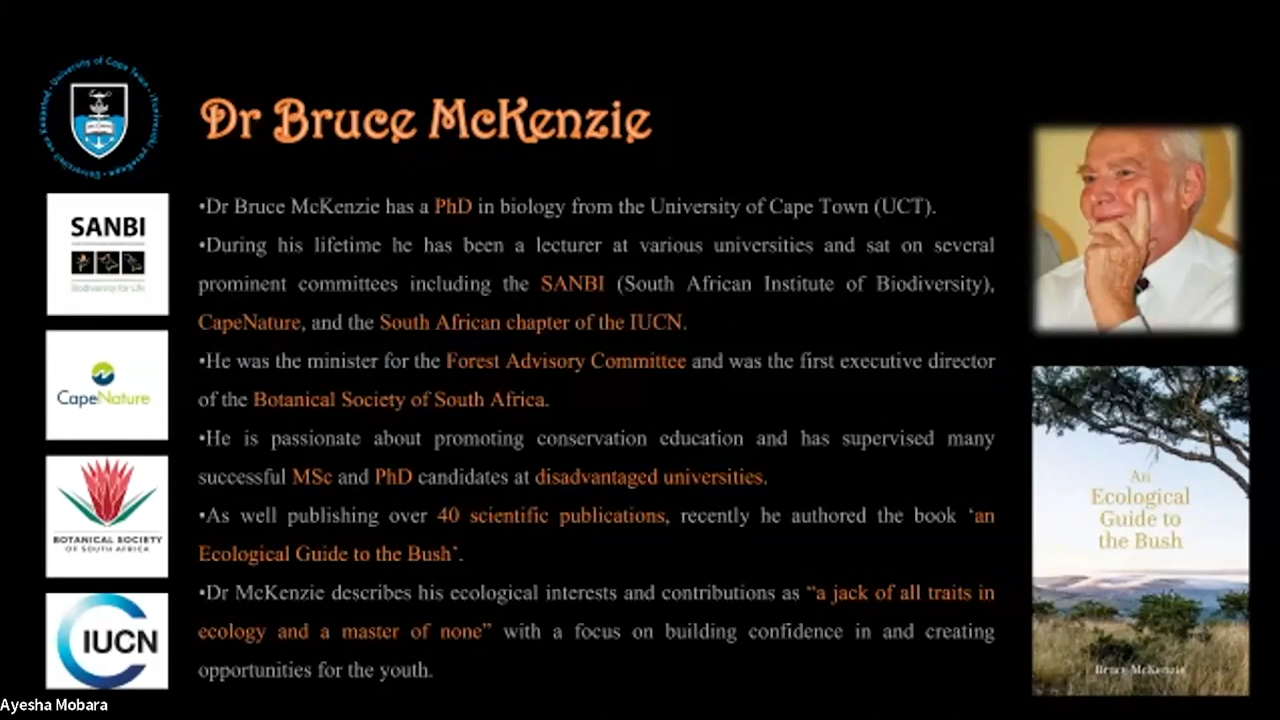 University of Cape Town
Dr Bruce McKenzie
•Dr Bruce McKenzie has a PhD in biology from the University of Cape Town (UCT).
SANBI
Biodiversity for Life
•During his lifetime he has been a lecturer at various universities and sat on several
prominent committees including the SANBI (South African Institute of Biodiversity),
CapeNature, and the South African chapter of the IUCN.
•He was the minister for the Forest Advisory Committee and was the first executive director
of the Botanical Society of South Africa.
CapeNature
•He is passionate about promoting conservation education and has supervised many
successful MSc and PhD candidates at disadvantaged universities.
•As well publishing over 40 scientific publications, recently he authored the book ‘an
Ecological Guide to the Bush’.
BOTANICAL SOCIETY
OF SOUTH AFRICA
•Dr McKenzie describes his ecological interests and contributions as “a jack of all traits in
ecology and a master of none” with a focus on building confidence in and creating
opportunities for the youth.
IUCN
An
Ecological
Guide to
the Bush
Bruce McKenzie
Ayesha Mobara